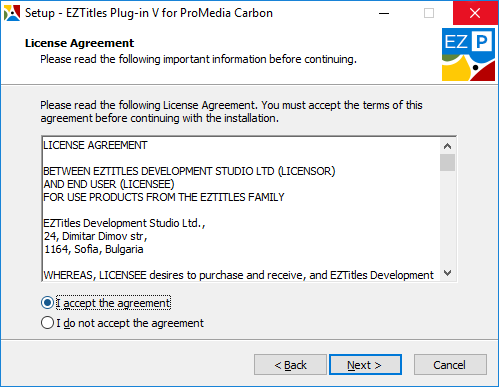 Setup - EZTitles Plug-in V for ProMedia Carbon
License Agreement
Please read the following important information before continuing.
EZ P
Please read the following License Agreement. You must accept the terms of this
agreement before continuing with the installation.
LICENSE AGREEMENT
BETWEEN EZTITLES DEVELOPMENT STUDIO LTD (LICENSOR)
AND END USER (LICENSEE)
FOR USE PRODUCTS FROM THE EZTITLES FAMILY
EZTitles Development Studio Ltd.,
24, Dimitar Dimov str,
1164, Sofia, Bulgaria
WHEREAS, LICENSEE desires to purchase and receive, and EZTitles Development
I accept the agreement
I do not accept the agreement
< Back
Next >
Cancel